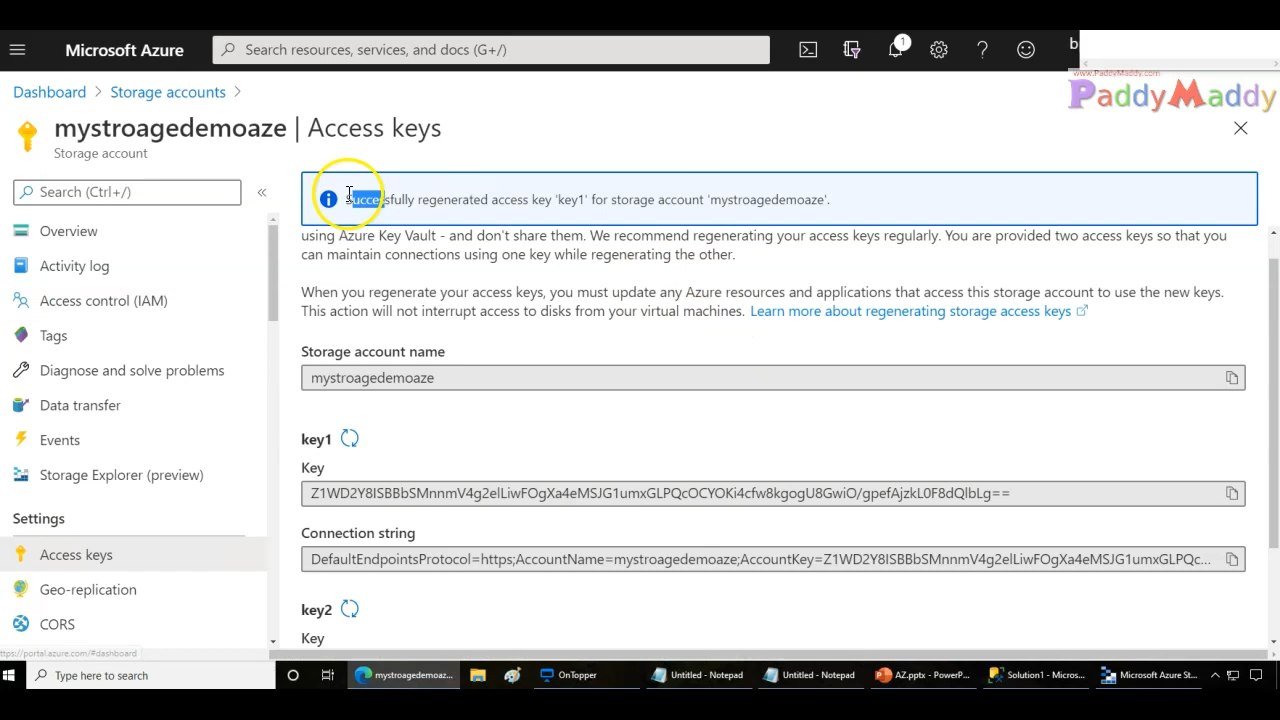 Microsoft Azure
Search resources, services, and docs (G+/)
1
b
www.PaddyMaddy.com
PaddyMaddy
Dashboard > Storage accounts >
mystroagedemoaze | Access keys
Storage account
Search (Ctrl+/)
«
Overview
Activity log
Access control (IAM)
Tags
Diagnose and solve problems
Data transfer
Events
Storage Explorer (preview)
Settings
Access keys
Geo-replication
CORS
https://portal.azure.com/#dashboard
Successfully regenerated access key 'key1' for storage account 'mystroagedemoaze'.
using Azure Key Vault - and don't share them. We recommend regenerating your access keys regularly. You are provided two access keys so that you
can maintain connections using one key while regenerating the other.
When you regenerate your access keys, you must update any Azure resources and applications that access this storage account to use the new keys.
This action will not interrupt access to disks from your virtual machines. Learn more about regenerating storage access keys
Storage account name
mystroagedemoaze
key1
Key
Z1WD2Y8ISBBbSMnnmV4g2elLiwFOgXa4eMSJG1umxGLPQcOCYOKi4cfw8kgogU8GwiO/gpefAjzkL0F8dQlbLg==
Connection string
DefaultEndpointsProtocol=https;AccountName=mystroagedemoaze;AccountKey=Z1WD2Y8ISBBbSMnnmV4g2elLiwFOgXa4eMSJG1umxGLPQc...
key2
Key
Type here to search
mystroagedemoaz...
OnTopper
Untitled - Notepad
Untitled - Notepad
AZ.pptx - PowerP...
Solution1 - Micros...
Microsoft Azure St...